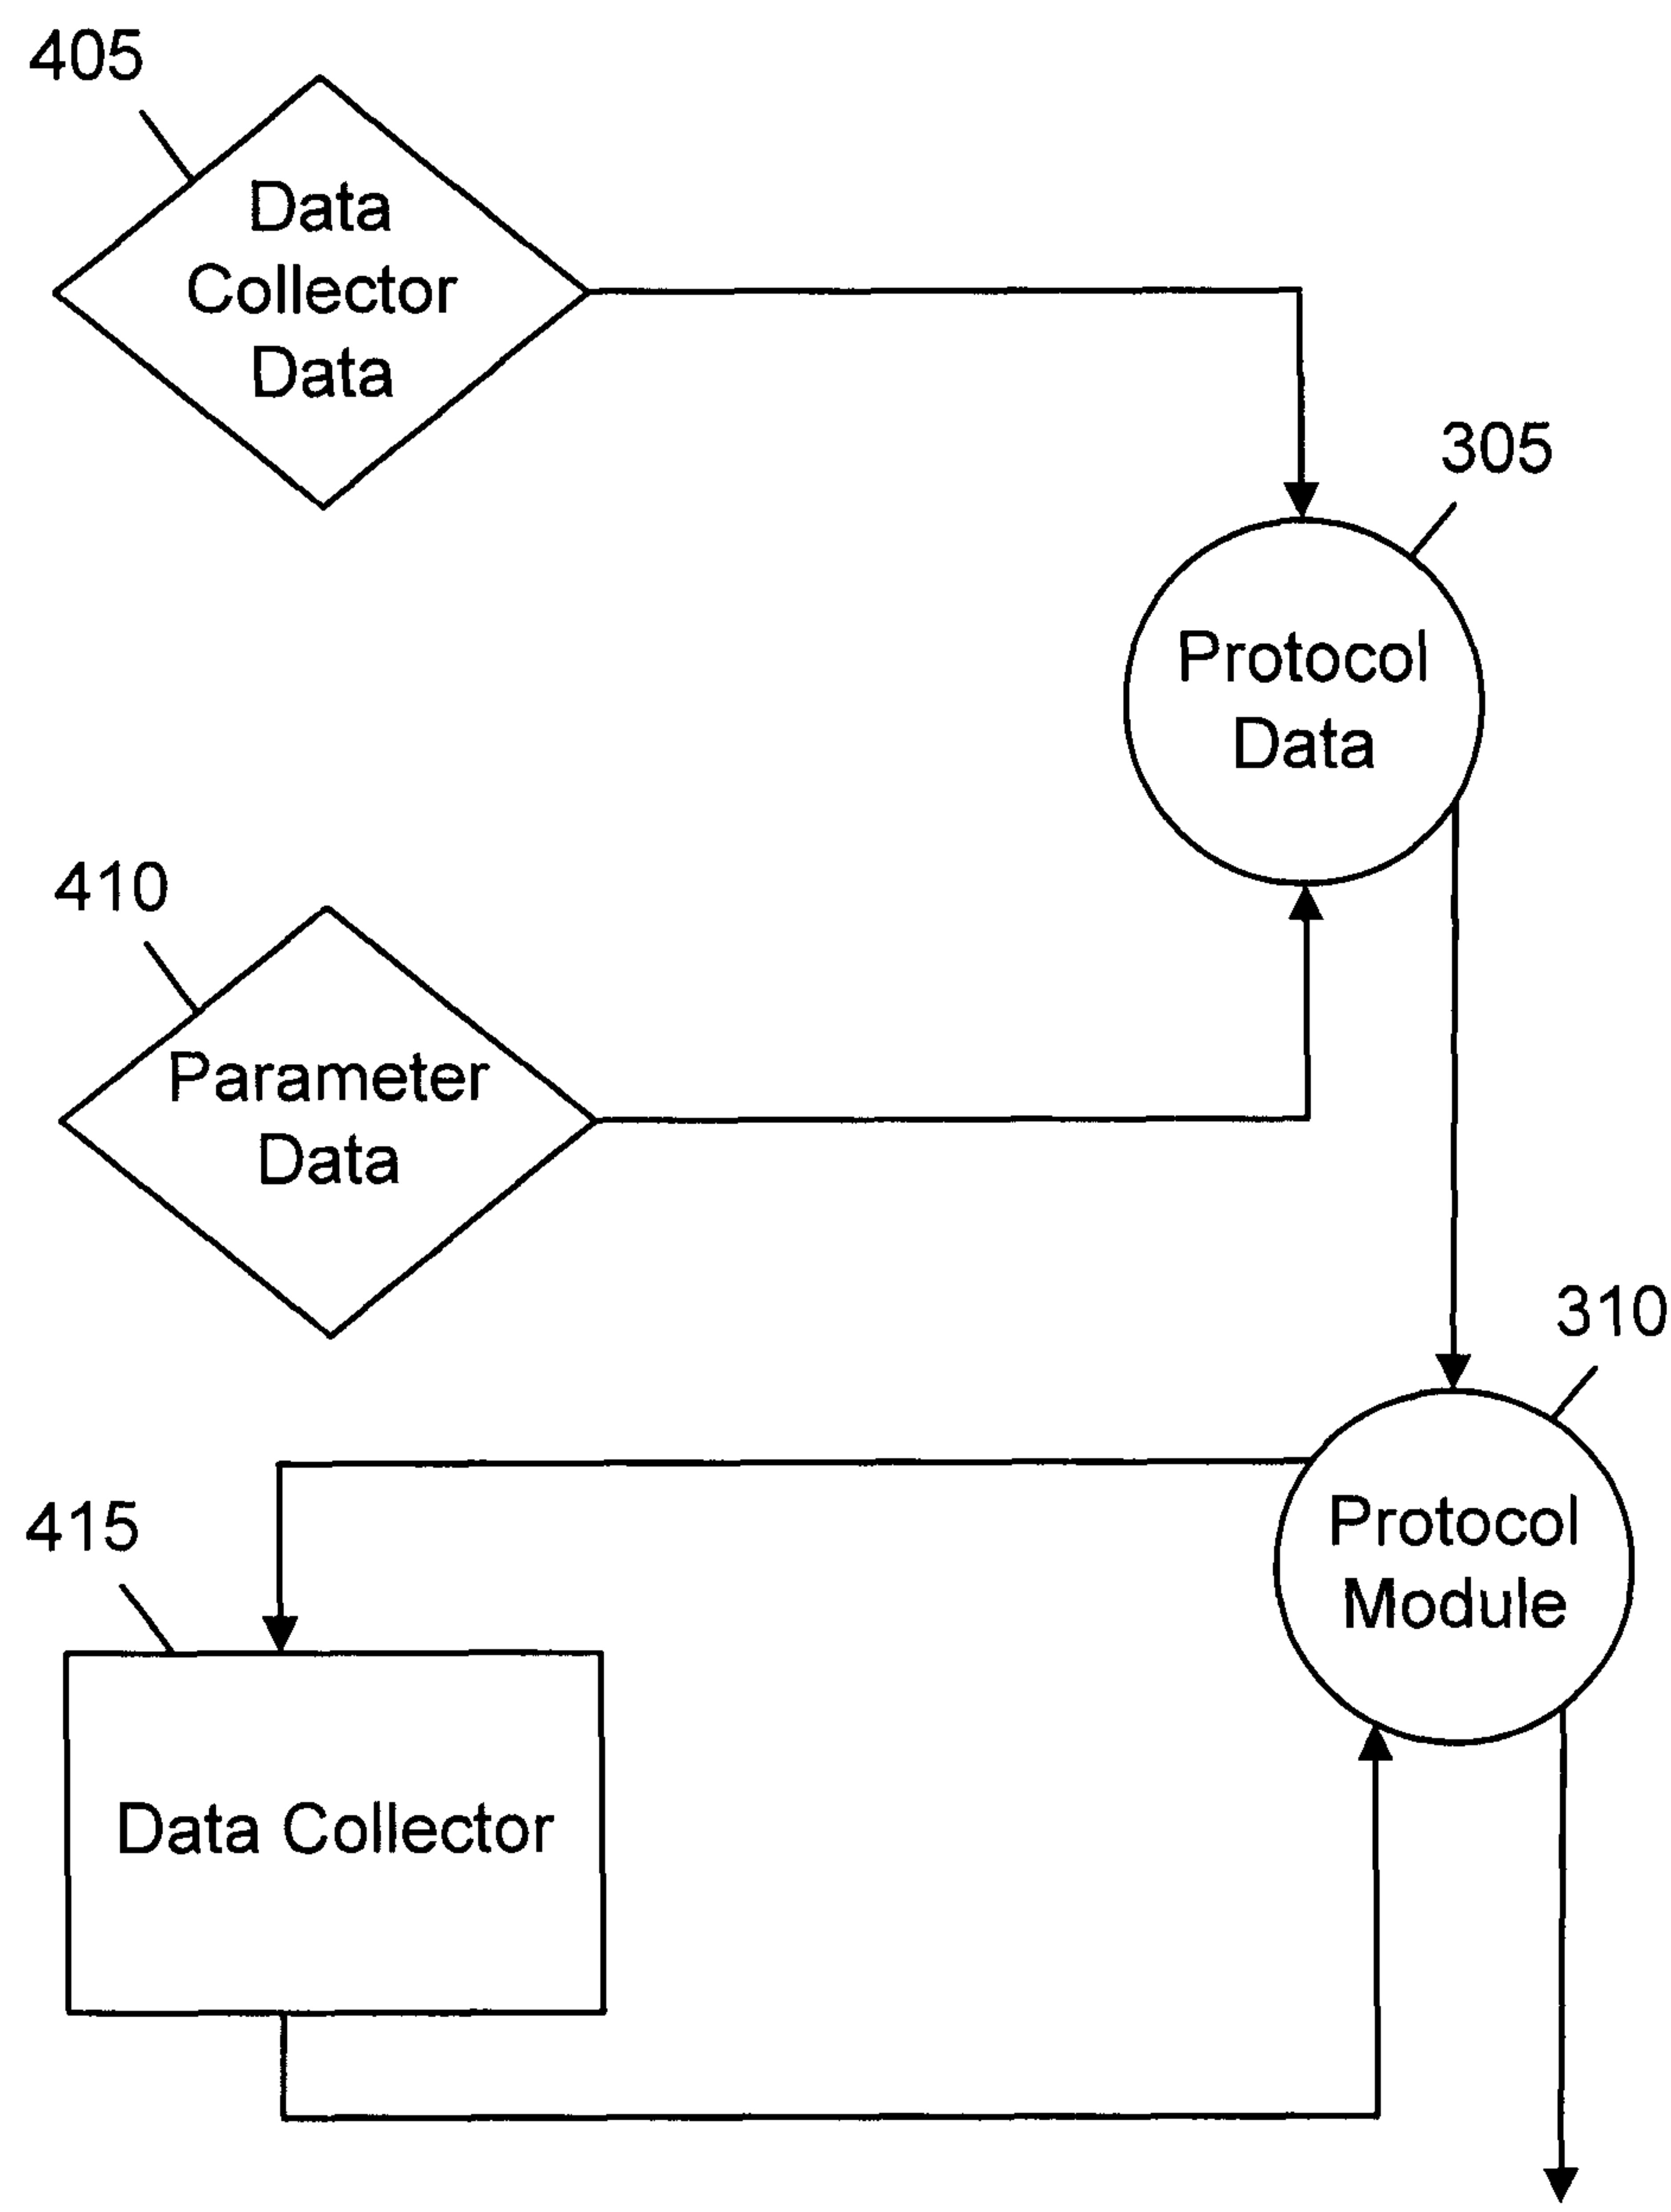 405
Data
Collector
Data
305
Protocol
Data
410
Parameter
Data
310
Protocol
Module
415
Data Collector